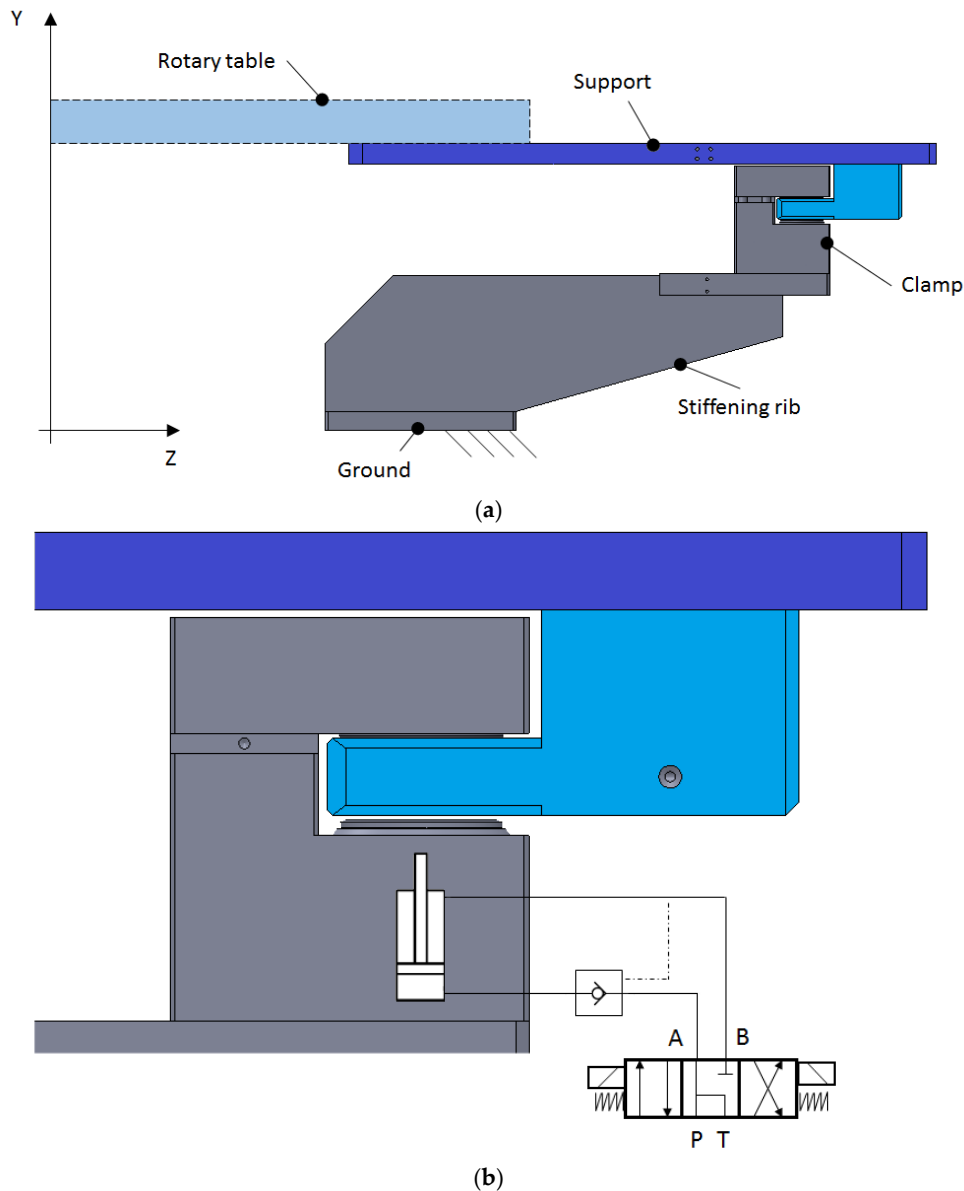 Y
Rotary table
Support
Clamp
Stiffening rib
Z
Ground
(a)
A B
P T
(b)